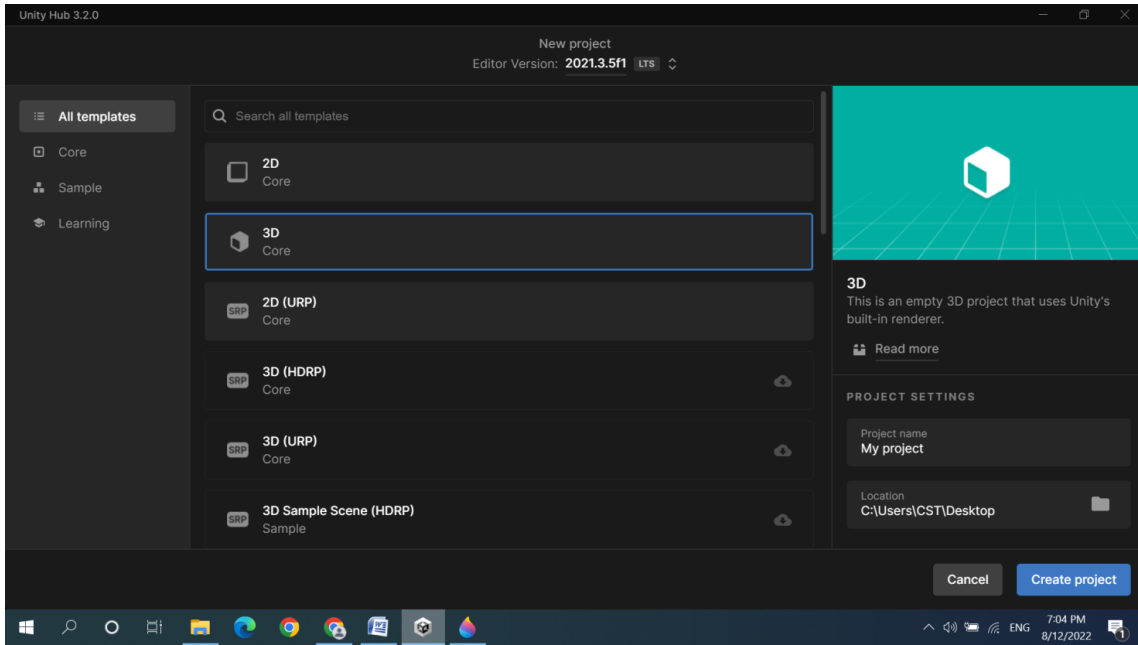 Unity Hub 3.2.0
New project
Editor Version: 2021.3.5f1 LTS
All templates
Core
Sample
Learning
Search all templates
2D
Core
3D
Core
SRP 2D (URP)
Core
SRP 3D (HDRP)
Core
SRP 3D (URP)
Core
SRP 3D Sample Scene (HDRP)
Sample
3D
This is an empty 3D project that uses Unity's
built-in renderer.
Read more
PROJECT SETTINGS
Project name
My project
Location
C:\Users\CST\Desktop
Cancel
Create project
ENG
7:04 PM
8/12/2022
1